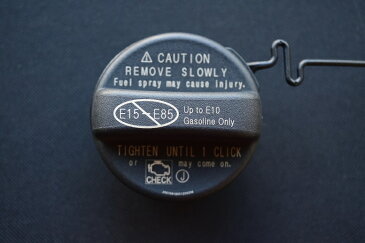 ⚠ CAUTION
REMOVE SLOWLY
Fuel spray may cause injury.
E15~E85 Up to E10
Gasoline Only
TIGHTEN UNTIL 1 CLICK
or CHECK may come on.